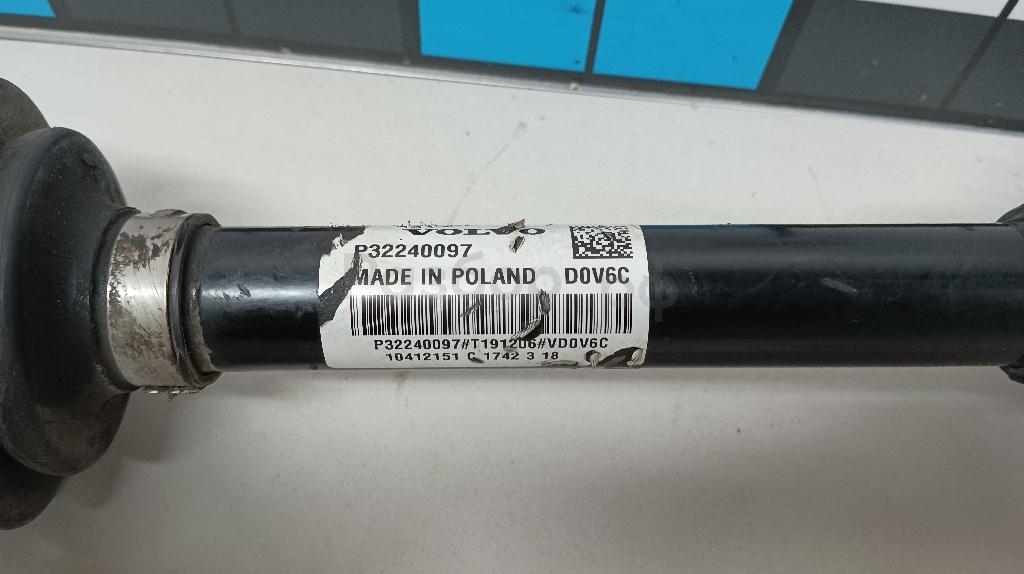 VOLVO
P32240097
MADE IN POLAND D0V6C
P32240097#T191206#VD0V6C
10412151 C 1742 3 18